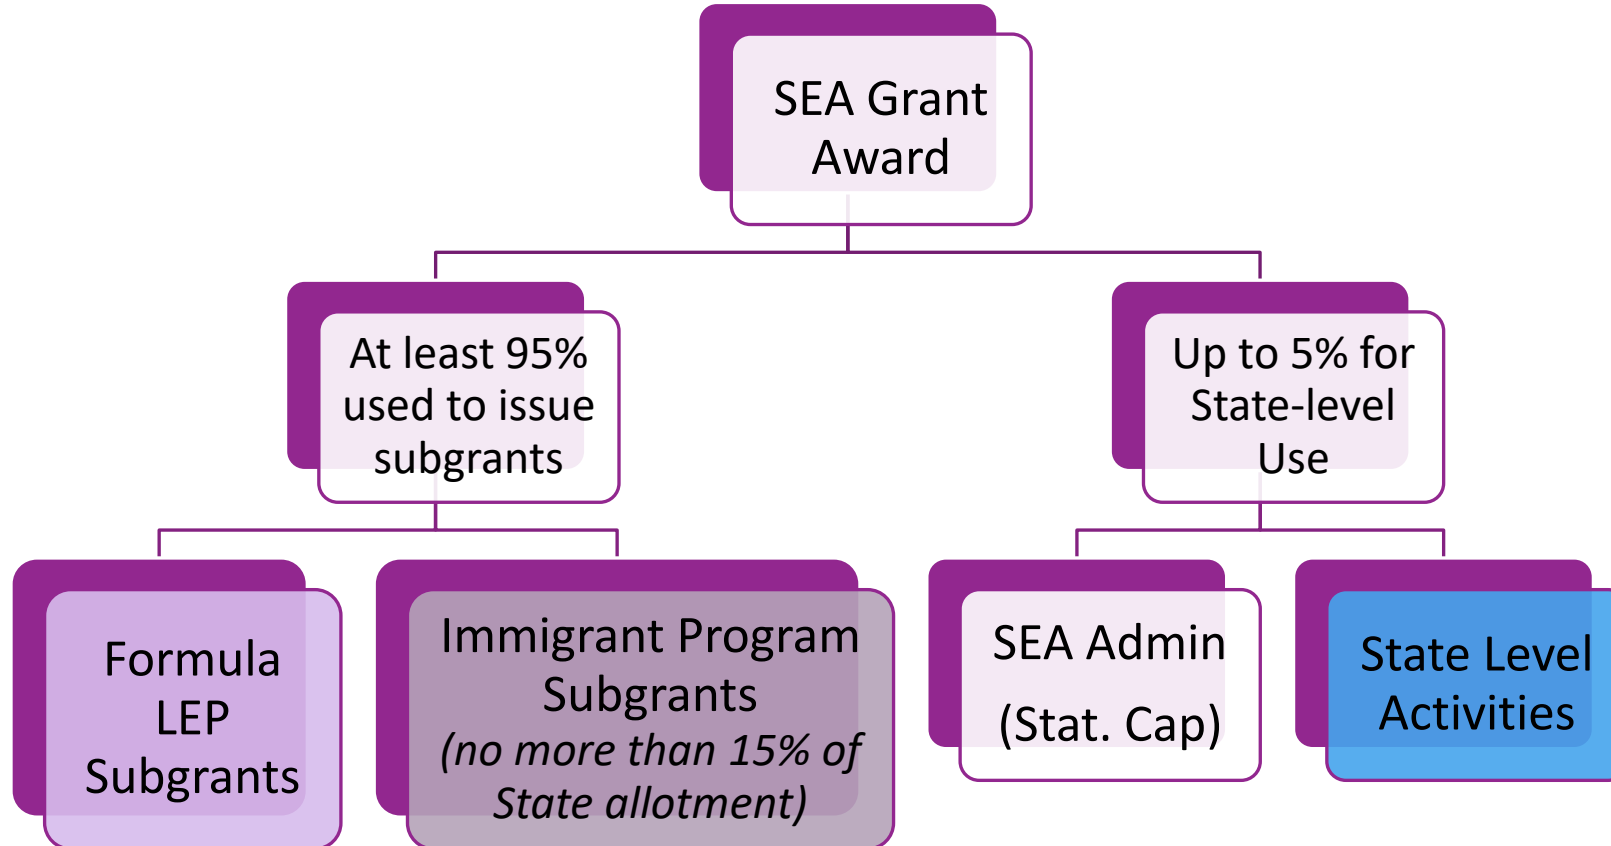 SEA Grant
Award
At least 95%
used to issue
subgrants
Up to 5% for
State-level
Use
Formula
LEP
Subgrants
Immigrant Program
Subgrants
(no more than 15% of
State allotment)
SEA Admin
(Stat. Cap)
State Level
Activities